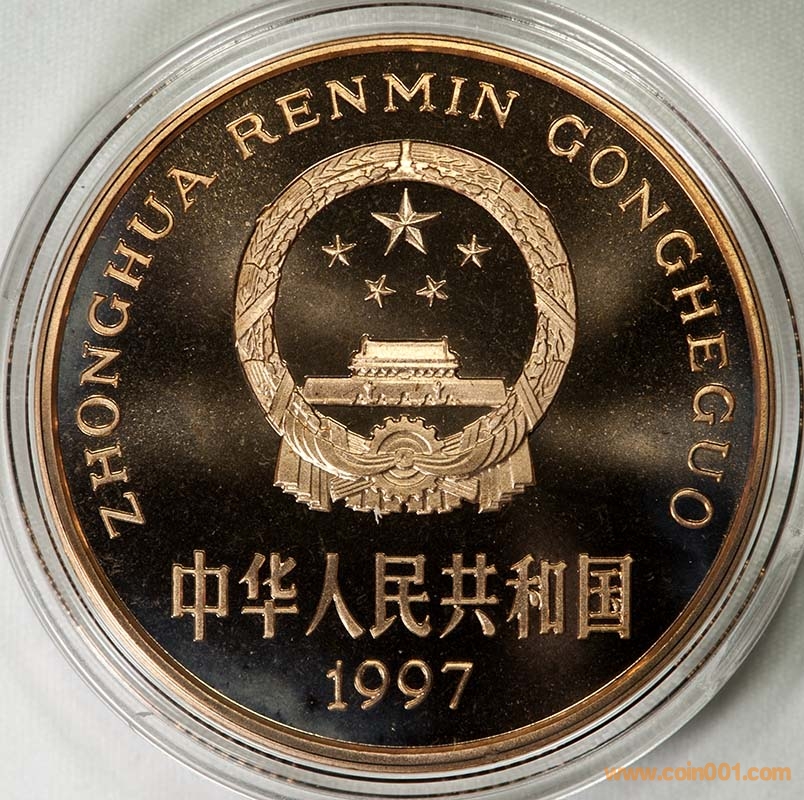 ZHONGHUA RENMIN GONGHEGUO
中华人民共和国
1997
www.coin001.com